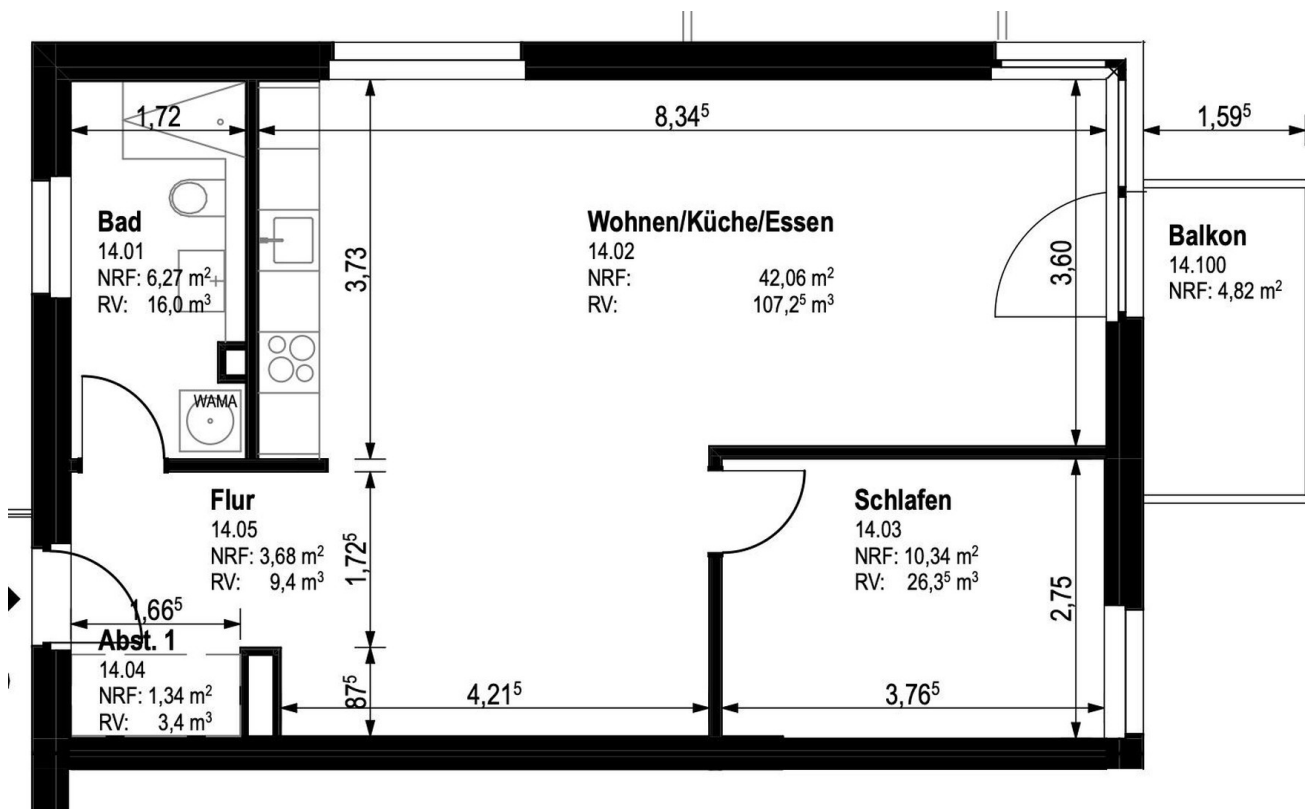 1,72
8,34⁵
1,59⁵
Bad
14.01
NRF: 6,27 m²
RV: 16,0 m³
3,73
Wohnen/Küche/Essen
14.02
NRF: 42,06 m²
RV: 107,2⁵ m³
3,60
Balkon
14.100
NRF: 4,82 m²
WAMA
Flur
14.05
NRF: 3,68 m²
RV: 9,4 m³
1,72⁵
Schlafen
14.03
NRF: 10,34 m²
RV: 26,3⁵ m³
2,75
1,66⁵
Abst. 1
14.04
NRF: 1,34 m²
RV: 3,4 m³
87⁵
4,21⁵
3,76⁵